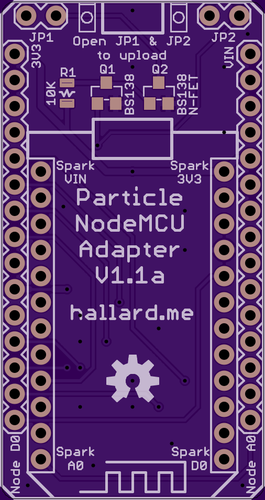 JP1
Open JP1 & JP2
to upload
JP2
3V3
VIN
R1
10K
Q1
BS138
Q2
BS138
N-FET
Spark
VIN
Spark
3V3
Particle
NodeMCU
Adapter
V1.1a
hallard.me
Node D0
Spark
A0
Spark
D0
Node A0